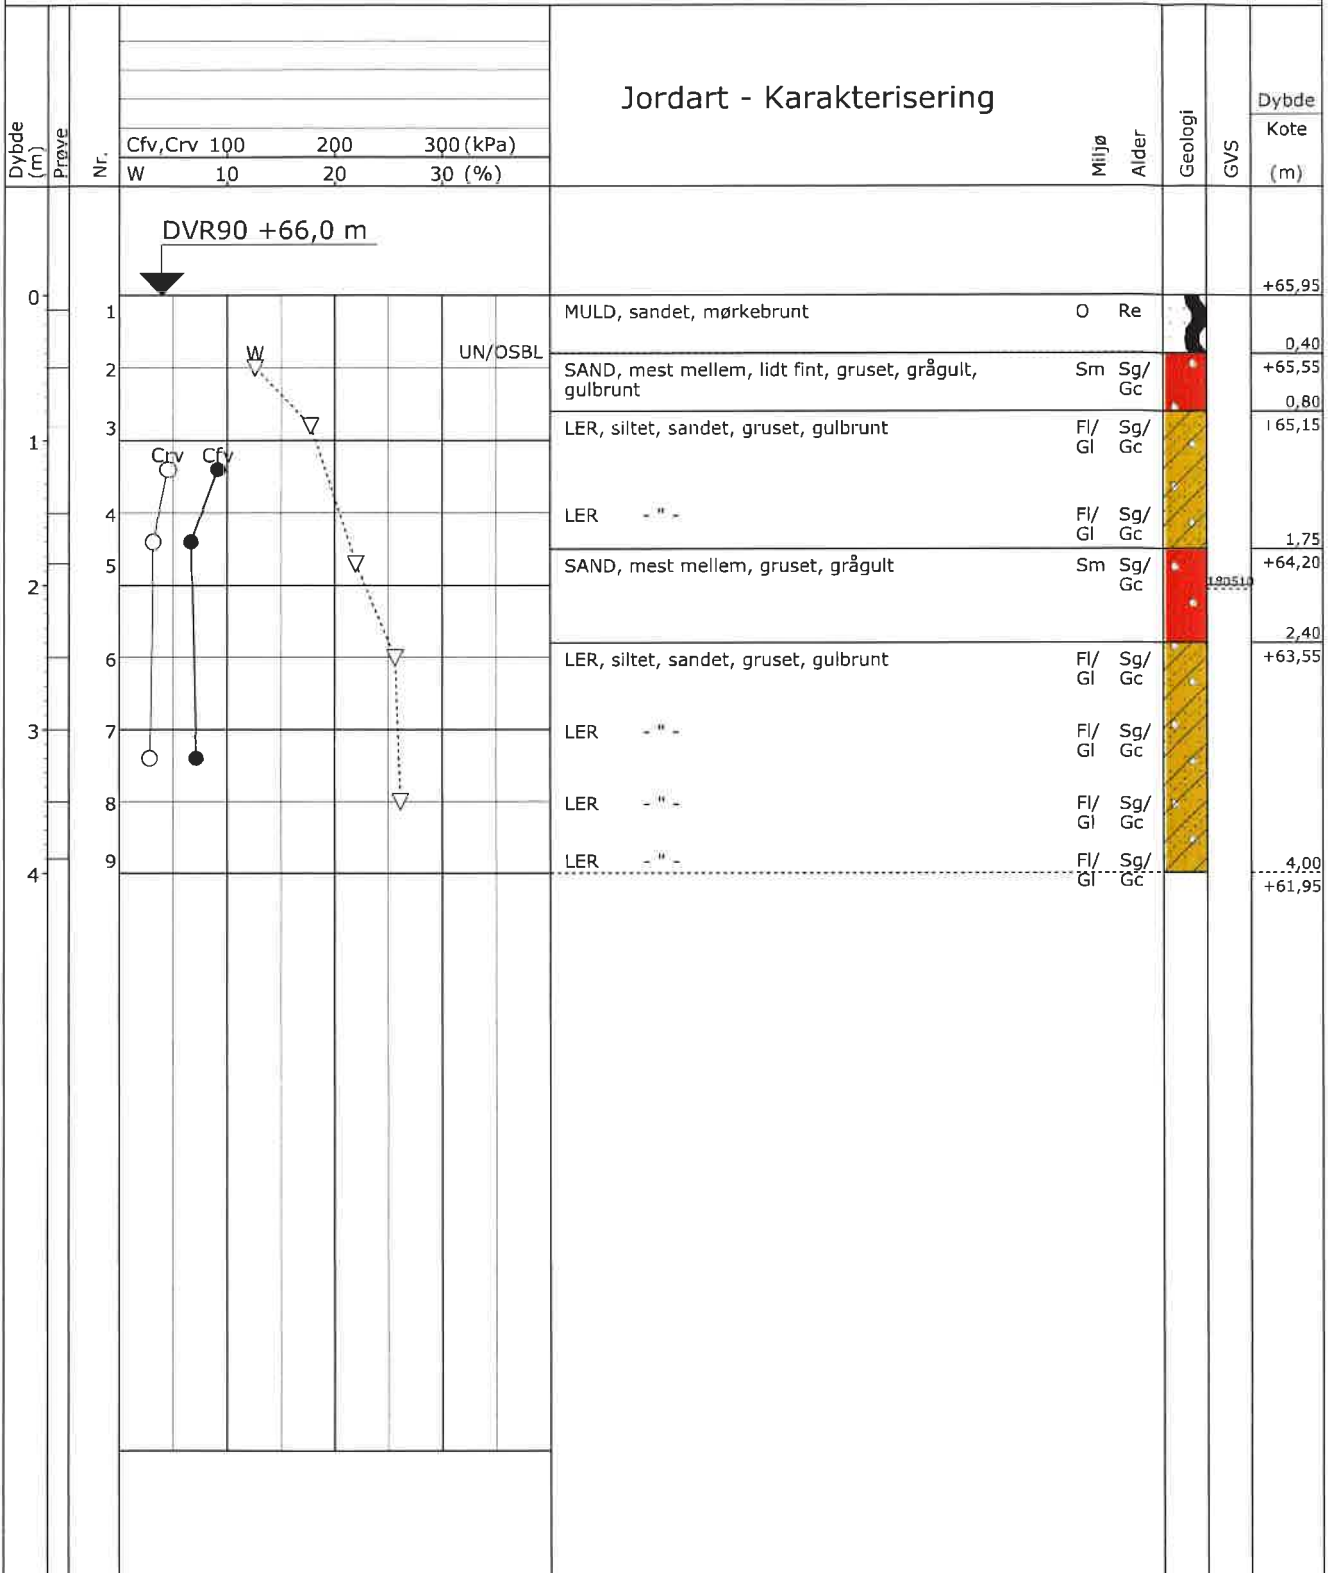 Jordart - Karakterisering
Dybde (m)
Prøve
Nr.
Cfv,Crv 100 200 300 (kPa)
W 10 20 30 (%)
Miljø
Alder
Geologi
GVS
Dybde
Kote
(m)
DVR90 +66,0 m
+65,95
0
1 MULD, sandet, mørkebrunt O Re
0,40
W UN/OSBL
2 SAND, mest mellem, lidt fint, gruset, grågult, Sm Sg/ +65,55
gulbrunt Gc
0,80
3 LER, siltet, sandet, gruset, gulbrunt Fl/ Sg/ 65,15
1 Gl Gc
Crv Cfv
4 LER - " - Fl/ Sg/
Gl Gc
1,75
5 SAND, mest mellem, gruset, grågult Sm Sg/ +64,20
2 Gc 180510
2,40
6 LER, siltet, sandet, gruset, gulbrunt Fl/ Sg/ +63,55
Gl Gc
3 7 LER - " - Fl/ Sg/
Gl Gc
8 LER - " - Fl/ Sg/
Gl Gc
9 LER - " - Fl/ Sg/ 4,00
4 Gl Gc +61,95